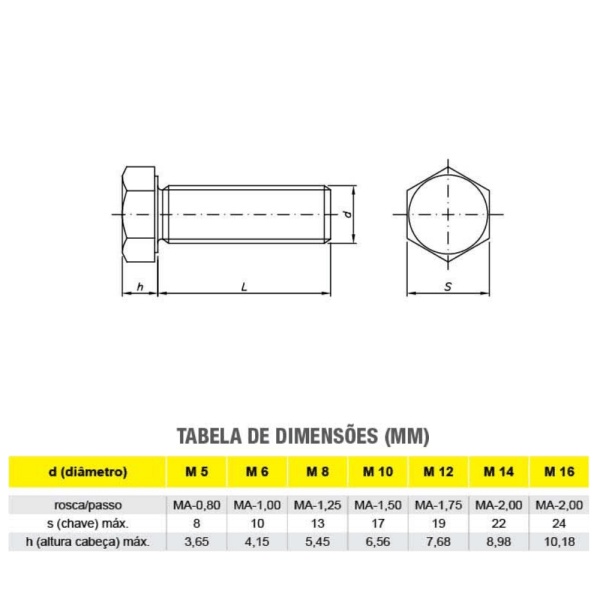 d
h
L
S
TABELA DE DIMENSÕES (MM)
d (diâmetro) M 5 M 6 M 8 M 10 M 12 M 14 M 16
rosca/passo MA-0,80 MA-1,00 MA-1,25 MA-1,50 MA-1,75 MA-2,00 MA-2,00
s (chave) máx. 8 10 13 17 19 22 24
h (altura cabeça) máx. 3,65 4,15 5,45 6,56 7,68 8,98 10,18